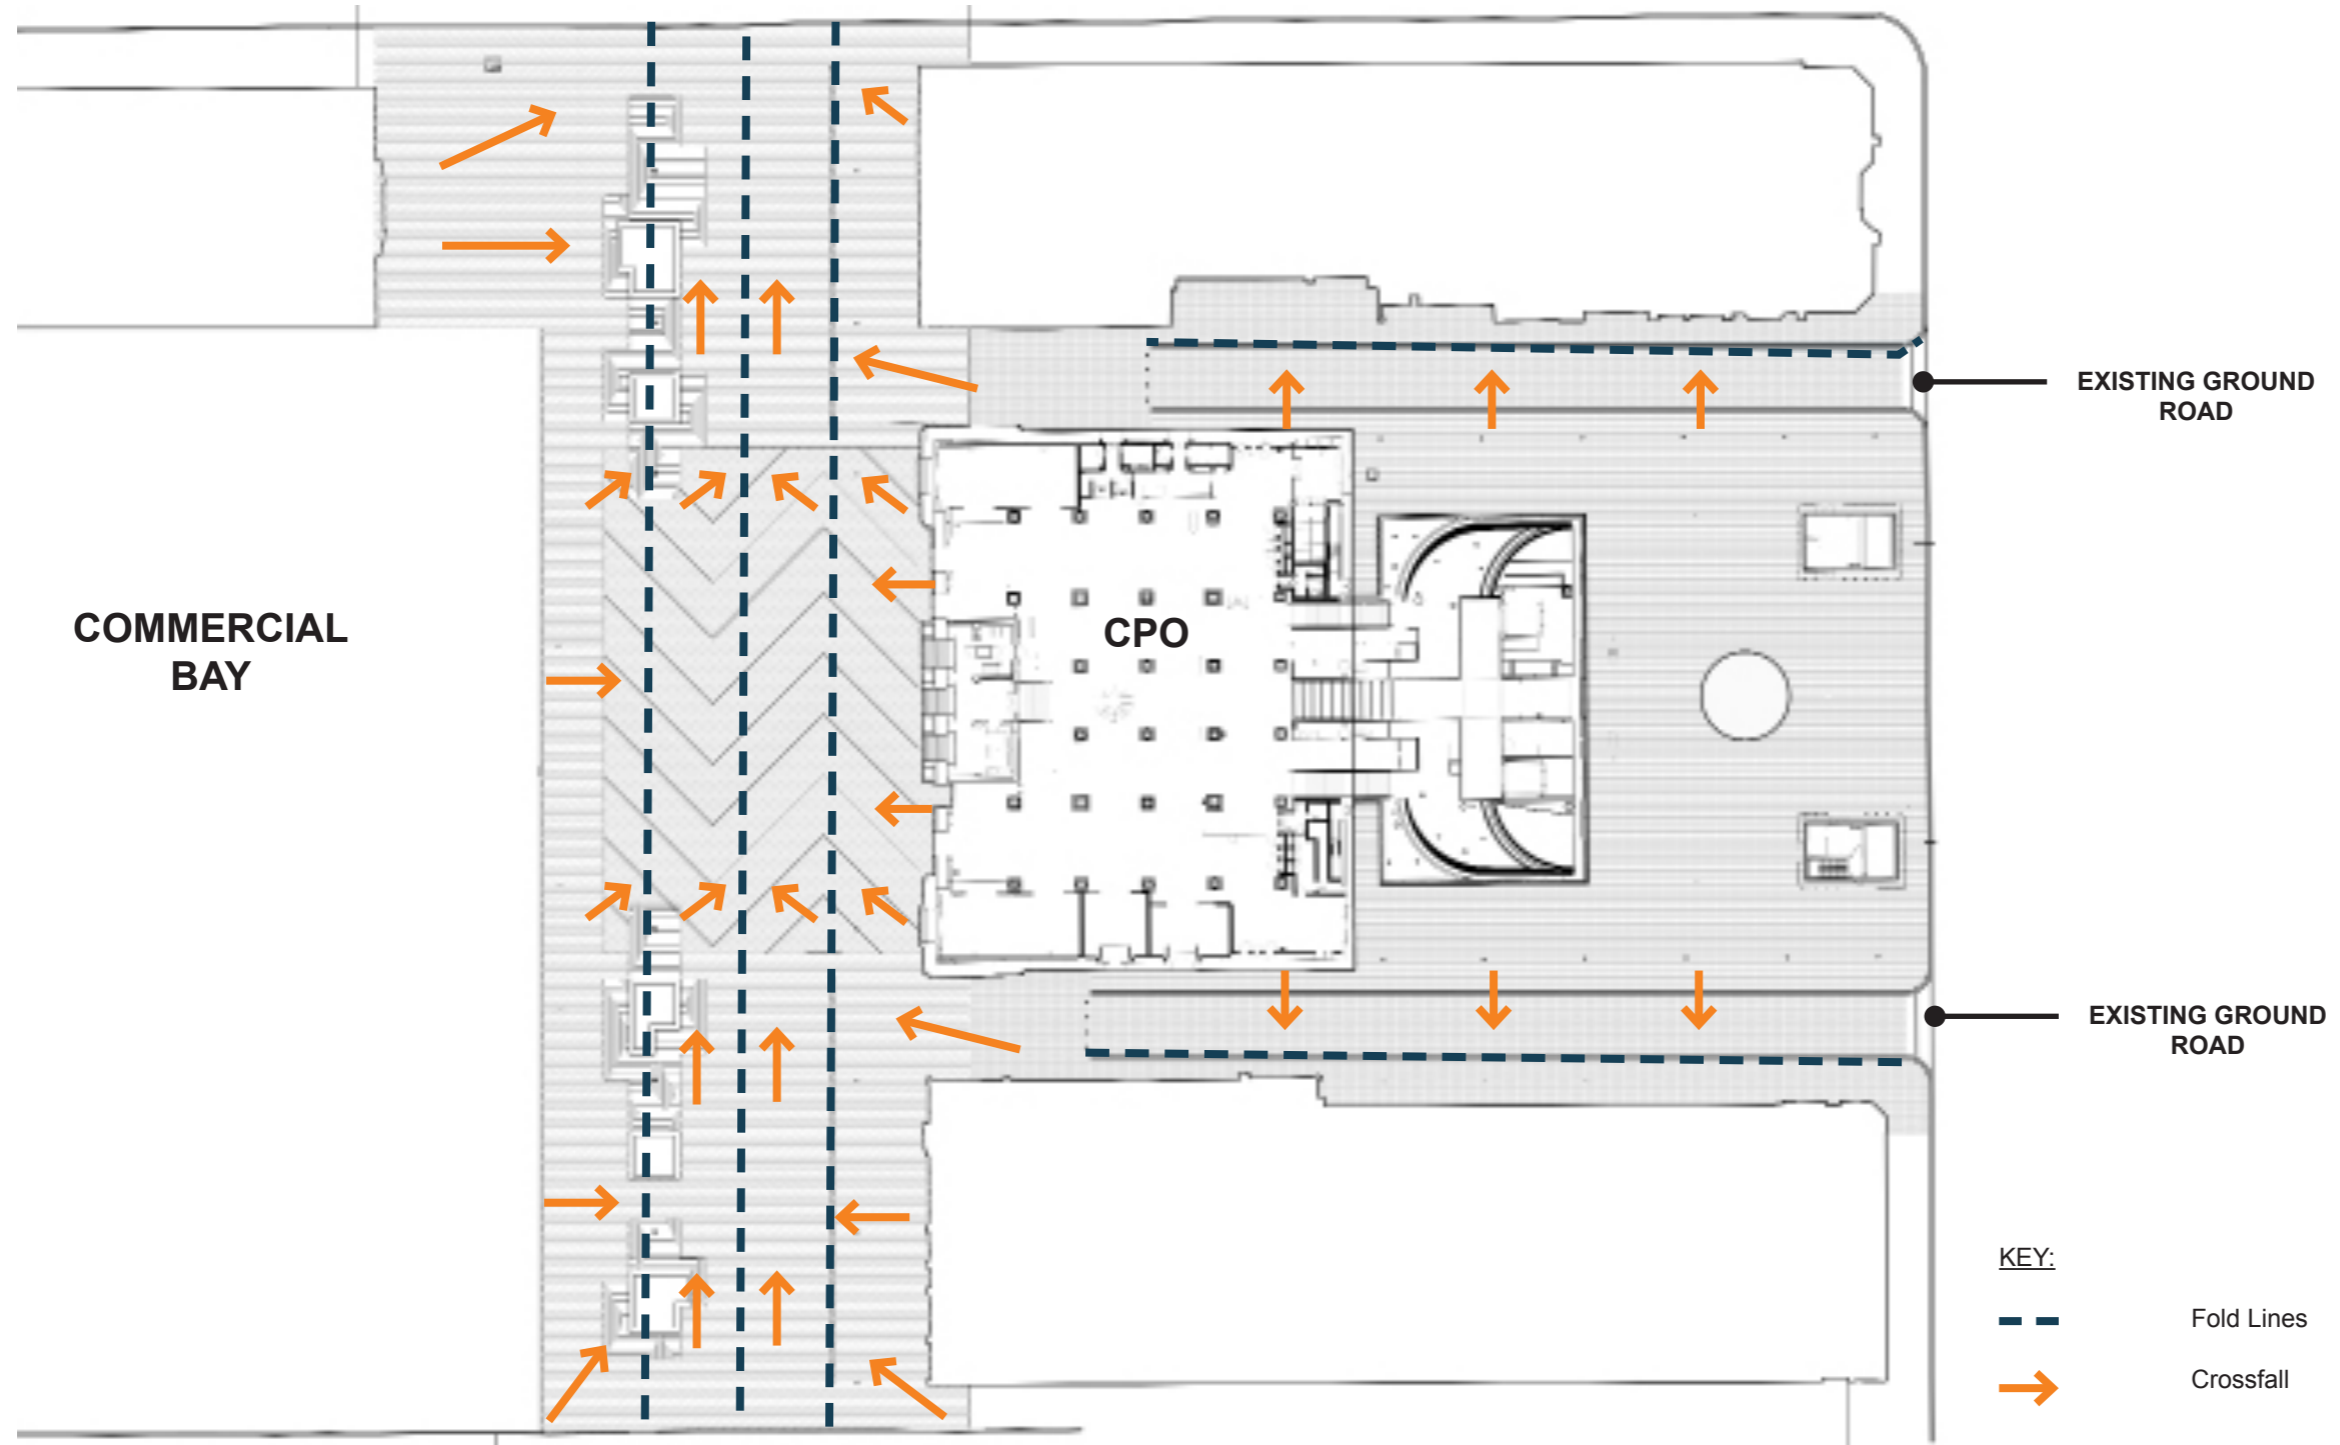 EXISTING GROUND
ROAD
COMMERCIAL
BAY
CPO
EXISTING GROUND
ROAD
KEY:
Fold Lines
Crossfall